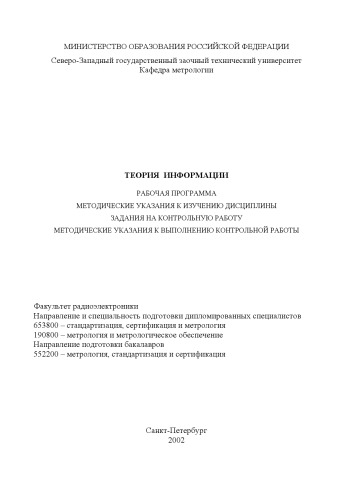 МИНИСТЕРСТВО ОБРАЗОВАНИЯ РОССИЙСКОЙ ФЕДЕРАЦИИ
Северо-Западный государственный заочный технический университет
Кафедра метрологии
ТЕОРИЯ ИНФОРМАЦИИ
РАБОЧАЯ ПРОГРАММА
МЕТОДИЧЕСКИЕ УКАЗАНИЯ К ИЗУЧЕНИЮ ДИСЦИПЛИНЫ
ЗАДАНИЯ НА КОНТРОЛЬНУЮ РАБОТУ
МЕТОДИЧЕСКИЕ УКАЗАНИЯ К ВЫПОЛНЕНИЮ КОНТРОЛЬНОЙ РАБОТЫ
Факультет радиоэлектроники
Направление и специальность подготовки дипломированных специалистов
653800 – стандартизация, сертификация и метрология
190800 – метрология и метрологическое обеспечение
Направление подготовки бакалавров
552200 – метрология, стандартизация и сертификация
Санкт-Петербург
2002